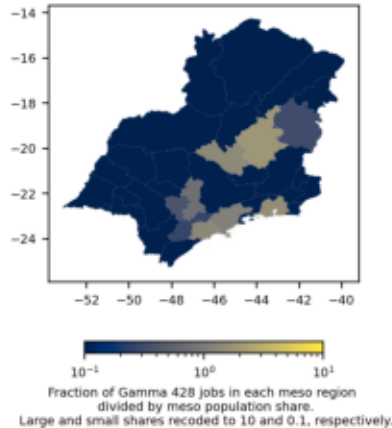 −14
−16
−18
−20
−22
−24
−52 −50 −48 −46 −44 −42 −40
10⁻¹ 10⁰ 10¹
Fraction of Gamma 428 jobs in each meso region
divided by meso population share.
Large and small shares recoded to 10 and 0.1, respectively